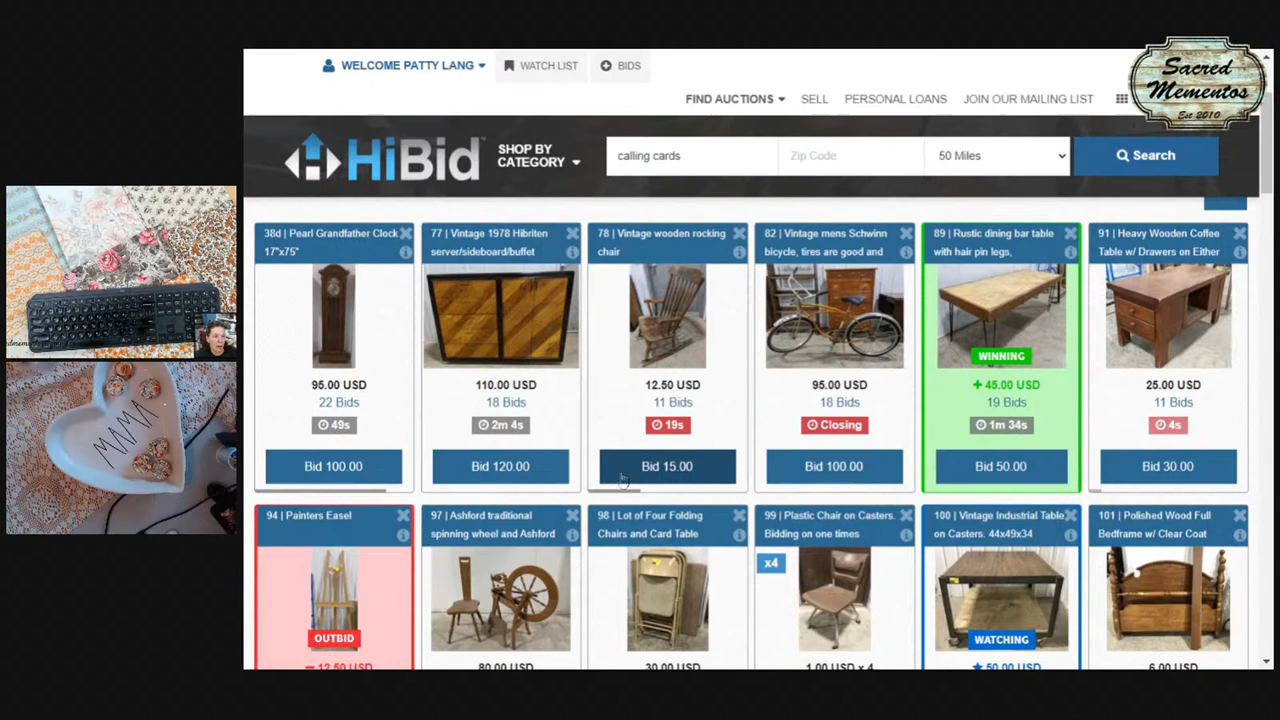 WELCOME PATTY LANG
WATCH LIST
BIDS
FIND AUCTIONS
SELL
PERSONAL LOANS
JOIN OUR MAILING LIST
Sacred
Mementos
Est 2010
HiBid
SHOP BY
CATEGORY
calling cards
Zip Code
50 Miles
Search
38d | Pearl Grandfather Clock
17"x75"
95.00 USD
22 Bids
49s
Bid 100.00
77 | Vintage 1978 Hibriten
server/sideboard/buffet
110.00 USD
18 Bids
2m 4s
Bid 120.00
78 | Vintage wooden rocking
chair
12.50 USD
11 Bids
19s
Bid 15.00
82 | Vintage mens Schwinn
bicycle, tires are good and
95.00 USD
18 Bids
Closing
Bid 100.00
89 | Rustic dining bar table
with hair pin legs,
WINNING
+ 45.00 USD
19 Bids
1m 34s
Bid 50.00
91 | Heavy Wooden Coffee
Table w/ Drawers on Either
25.00 USD
11 Bids
4s
Bid 30.00
94 | Painters Easel
OUTBID
12.50 USD
97 | Ashford traditional
spinning wheel and Ashford
80.00 USD
98 | Lot of Four Folding
Chairs and Card Table
30.00 USD
99 | Plastic Chair on Casters.
Bidding on one times
x4
1.00 USD x 4
100 | Vintage Industrial Table
on Casters. 44x49x34
WATCHING
50.00 USD
101 | Polished Wood Full
Bedframe w/ Clear Coat
6.00 USD
MAMA